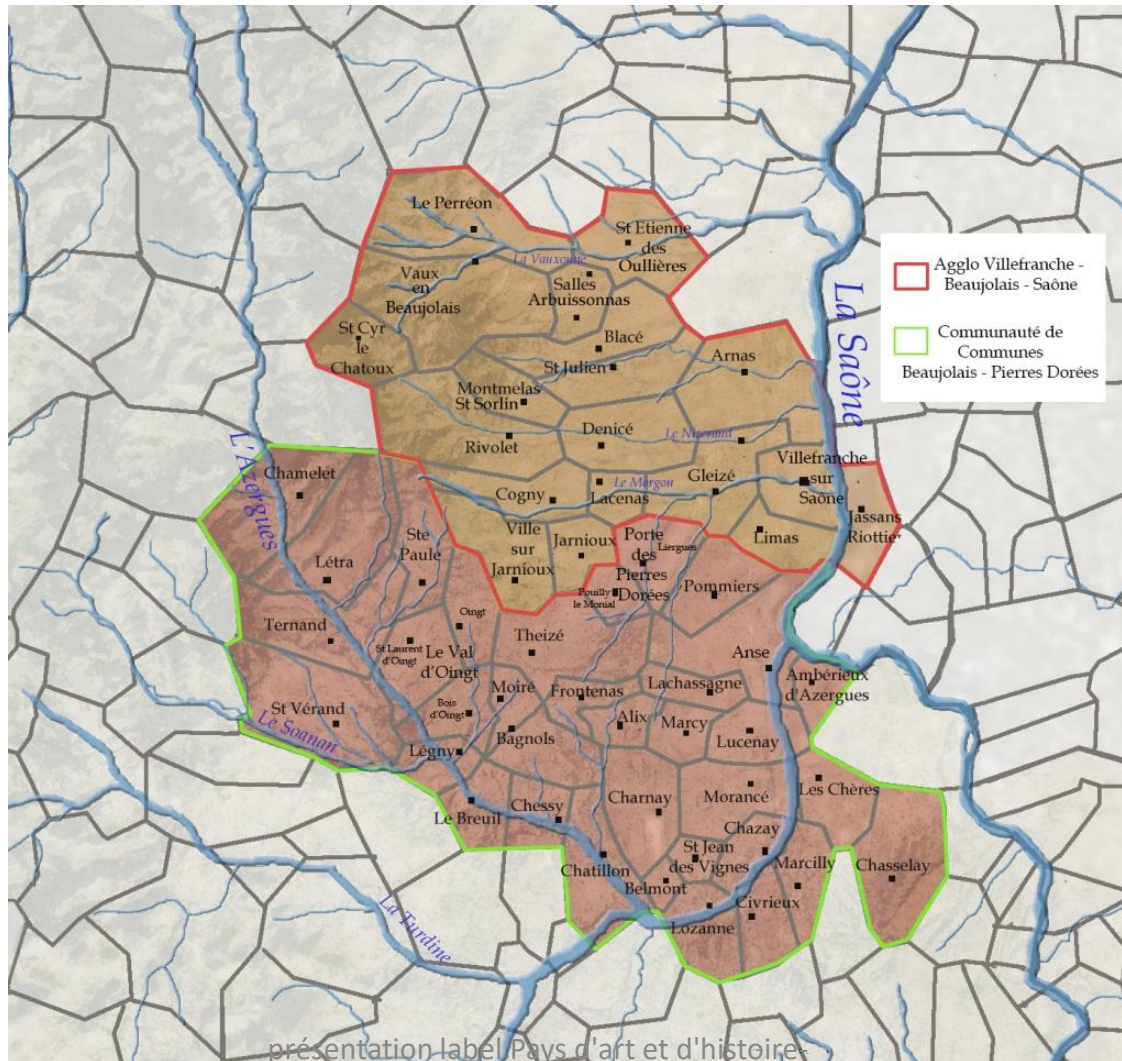 Le Perréon
St Etienne
des
Oullières
La Vauxonne
Vaux
en
Beaujolais
Salles
Arbuissonnas
St Cyr
le
Chatoux
Blacé
St Julien
Arnas
Montmelas
St Sorlin
Rivolet
Denicé
Le Nizerand
Villefranche
sur
Saône
Gleizé
Le Morgon
Cogny
Lacenas
Jassans
Riottie
Ville
sur
Jarnioux
Jarnioux
Limas
La Saône
Agglo Villefranche -
Beaujolais - Saône
Communauté de
Communes
Beaujolais - Pierres Dorées
L'Azergues
Chamelet
Ste
Paule
Létra
Porte
des
Pierres
Dorées
Liergues
Pouilly
le Monial
Pommiers
Ternand
Oingt
St Laurent
d'Oingt
Le Val
d'Oingt
Theizé
Anse
Ambérieux
d'Azergues
Moiré
Frontenas
Lachassagne
St Vérand
Bois
d'Oingt
Bagnols
Alix
Marcy
Lucenay
Le Soanan
Légny
Les Chères
Le Breuil
Chessy
Charnay
Morancé
Chazay
St Jean
des Vignes
Marcilly
Chasselay
Chatillon
Belmont
Civrieux
Lozanne
La Turdine
présentation label Pays d'art et d'histoire-